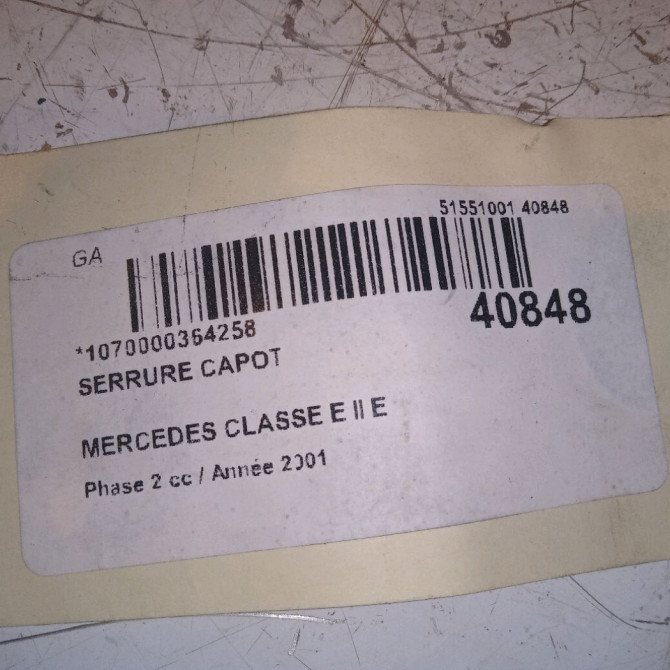 51551001 40848
GA
40848
*1070000364258
SERRURE CAPOT
MERCEDES CLASSE E II E
Phase 2 cc / Année 2001